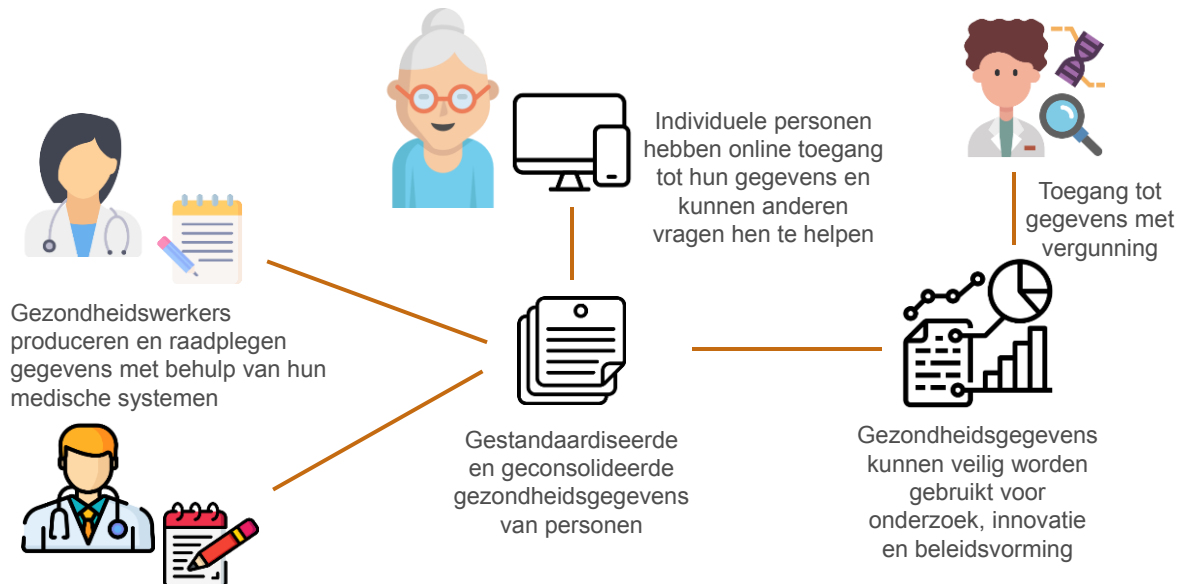 Individuele personen
hebben online toegang
tot hun gegevens en
kunnen anderen
vragen hen te helpen
Toegang tot
gegevens met
vergunning
Gezondheidswerkers
produceren en raadplegen
gegevens met behulp van hun
medische systemen
Gestandaardiseerde
en geconsolideerde
gezondheidsgegevens
van personen
Gezondheidsgegevens
kunnen veilig worden
gebruikt voor
onderzoek, innovatie
en beleidsvorming